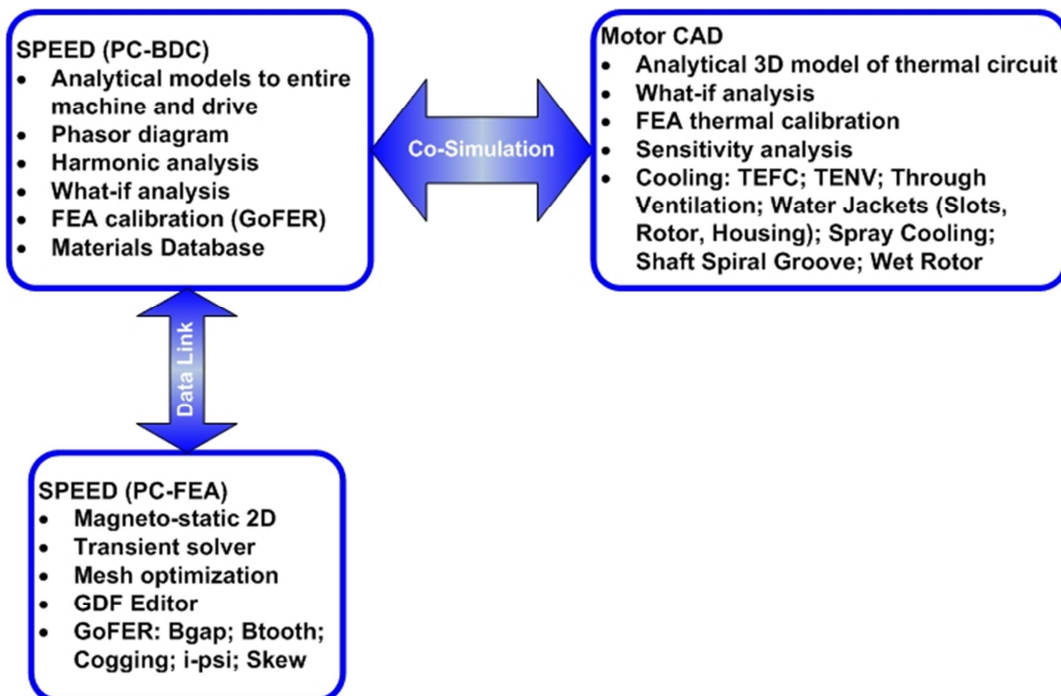 SPEED (PC-BDC)
• Analytical models to entire
machine and drive
• Phasor diagram
• Harmonic analysis
• What-if analysis
• FEA calibration (GoFER)
• Materials Database
Co-Simulation
Motor CAD
• Analytical 3D model of thermal circuit
• What-if analysis
• FEA thermal calibration
• Sensitivity analysis
• Cooling: TEFC; TENV; Through
Ventilation; Water Jackets (Slots,
Rotor, Housing); Spray Cooling;
Shaft Spiral Groove; Wet Rotor
Data Link
SPEED (PC-FEA)
• Magneto-static 2D
• Transient solver
• Mesh optimization
• GDF Editor
• GoFER: Bgap; Btooth;
Cogging; i-psi; Skew